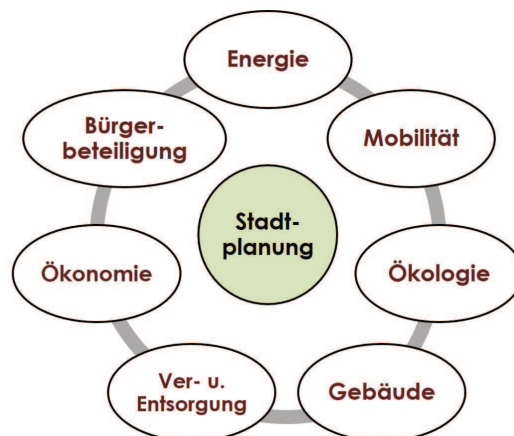 Energie
Bürger-
beteiligung
Mobilität
Stadt-
planung
Ökonomie
Ökologie
Ver- u.
Entsorgung
Gebäude